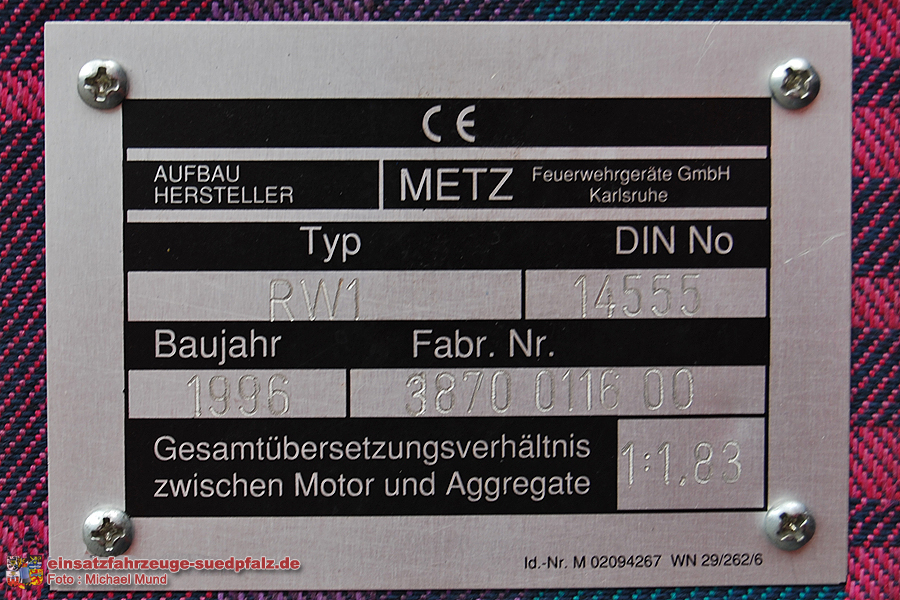 CE
AUFBAU
HERSTELLER
METZ
Feuerwehrgeräte GmbH
Karlsruhe
Typ
DIN No
RW1
14555
Baujahr
Fabr. Nr.
1996
3870 0116 00
Gesamtübersetzungsverhältnis
zwischen Motor und Aggregate
1:1.83
Id.-Nr. M 02094267 WN 29/262/6
einsatzfahrzeuge-suedpfalz.de
Foto : Michael Mund